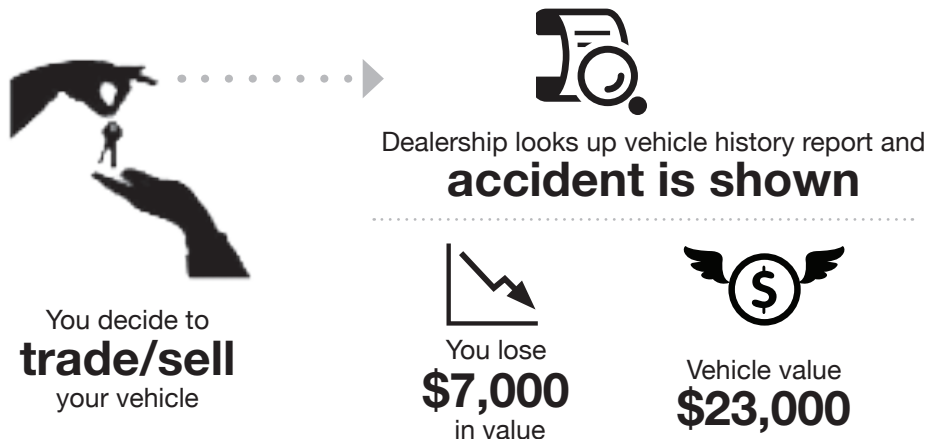 You decide to
trade/sell
your vehicle
Dealership looks up vehicle history report and
accident is shown
You lose
$7,000
in value
$
Vehicle value
$23,000